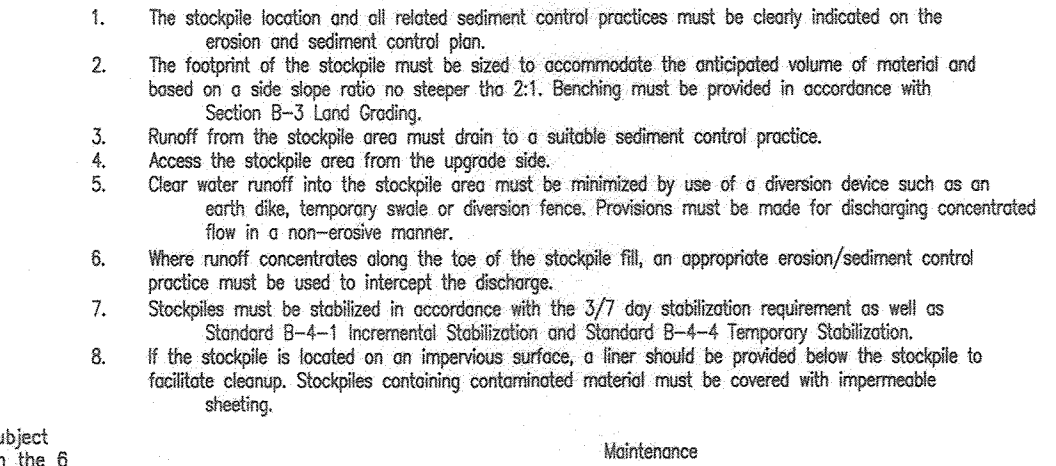 1. The stockpile location and all related sediment control practices must be clearly indicated on the
erosion and sediment control plan.
2. The footprint of the stockpile must be sized to accommodate the anticipated volume of material and
based on a side slope ratio no steeper tha 2:1. Benching must be provided in accordance with
Section B-3 Land Grading.
3. Runoff from the stockpile area must drain to a suitable sediment control practice.
4. Access the stockpile area from the upgrade side.
5. Clear water runoff into the stockpile area must be minimized by use of a diversion device such as an
earth dike, temporary swale or diversion fence. Provisions must be made for discharging concentrated
flow in a non-erosive manner.
6. Where runoff concentrates along the toe of the stockpile fill, an appropriate erosion/sediment control
practice must be used to intercept the discharge.
7. Stockpiles must be stabilized in accordance with the 3/7 day stabilization requirement as well as
Standard B-4-1 Incremental Stabilization and Standard B-4-4 Temporary Stabilization.
8. If the stockpile is located on an impervious surface, a liner should be provided below the stockpile to
facilitate cleanup. Stockpiles containing contaminated material must be covered with impermeable
sheeting.
ubject
the 6
Maintenance